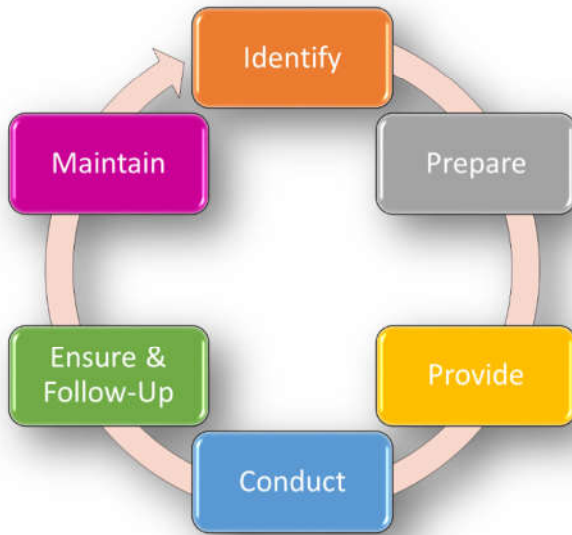 Identify
Prepare
Provide
Conduct
Ensure &
Follow-Up
Maintain